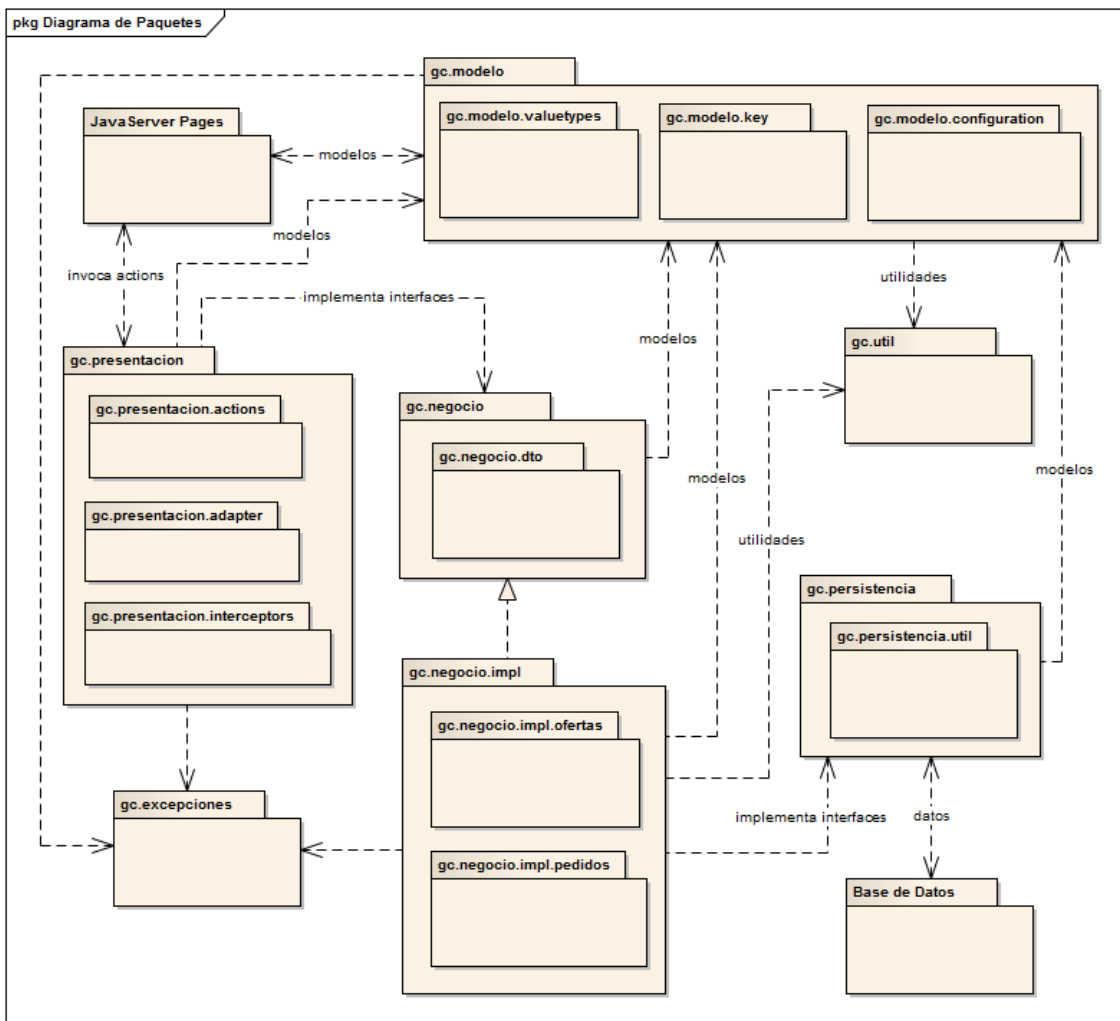 pkg Diagrama de Paquetes
gc.modelo
gc.modelo.valuetypes
gc.modelo.key
gc.modelo.configuration
JavaServer Pages
modelos
modelos
invoca actions
utilidades
implementa interfaces
modelos
gc.util
gc.presentacion
gc.presentacion.actions
gc.presentacion.adapter
gc.presentacion.interceptors
gc.negocio
gc.negocio.dto
modelos
modelos
utilidades
gc.persistencia
gc.persistencia.util
gc.negocio.impl
gc.negocio.impl.ofertas
gc.negocio.impl.pedidos
gc.excepciones
implementa interfaces
datos
Base de Datos